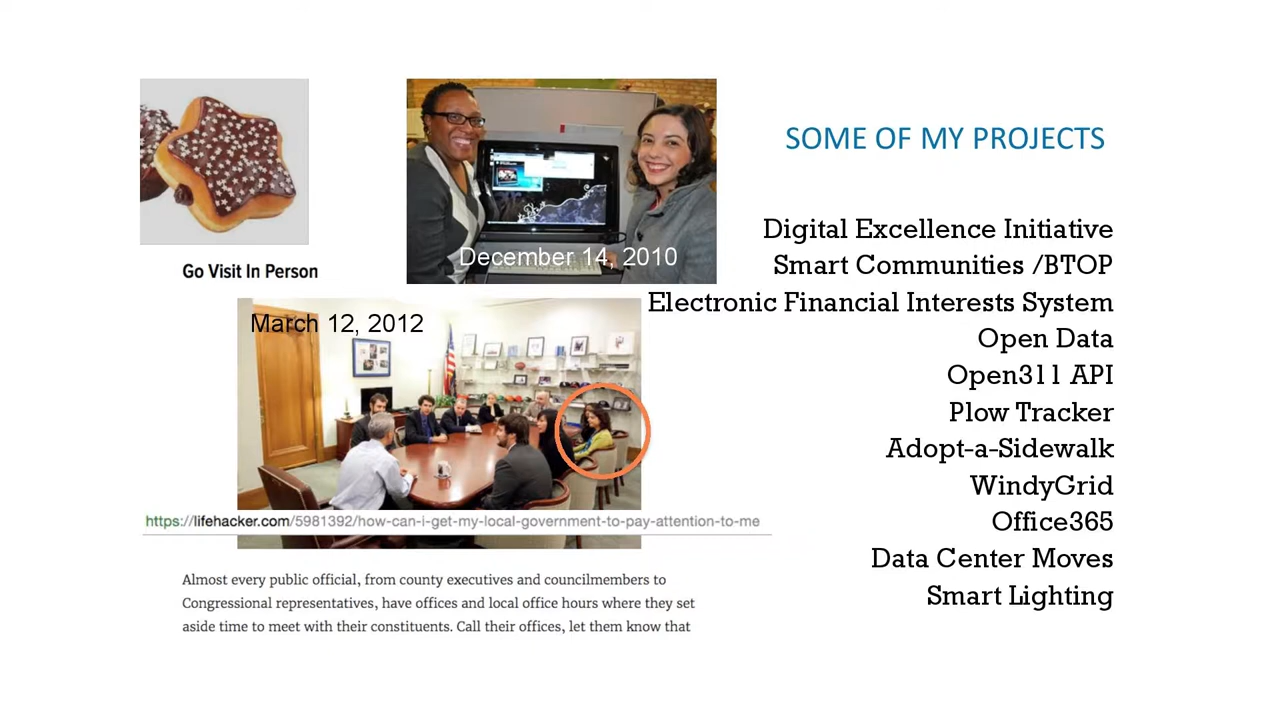 SOME OF MY PROJECTS
December 14, 2010
Go Visit In Person
March 12, 2012
https://lifehacker.com/5981392/how-can-i-get-my-local-government-to-pay-attention-to-me
Almost every public official, from county executives and councilmembers to
Congressional representatives, have offices and local office hours where they set
aside time to meet with their constituents. Call their offices, let them know that
Digital Excellence Initiative
Smart Communities /BTOP
Electronic Financial Interests System
Open Data
Open311 API
Plow Tracker
Adopt-a-Sidewalk
WindyGrid
Office365
Data Center Moves
Smart Lighting